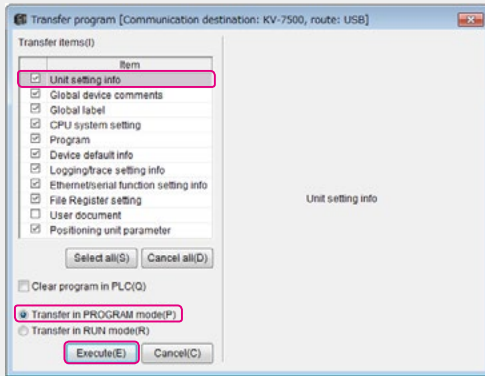 Transfer program [Communication destination: KV-7500, route: USB]
Transfer items(I)
Item
Unit setting info
Global device comments
Global label
CPU system setting
Program
Device default info
Logging/trace setting info
Ethernet/serial function setting info
File Register setting
User document
Positioning unit parameter
Unit setting info
Select all(S) Cancel all(D)
Clear program in PLC(Q)
Transfer in PROGRAM mode(P)
Transfer in RUN mode(R)
Execute(E) Cancel(C)